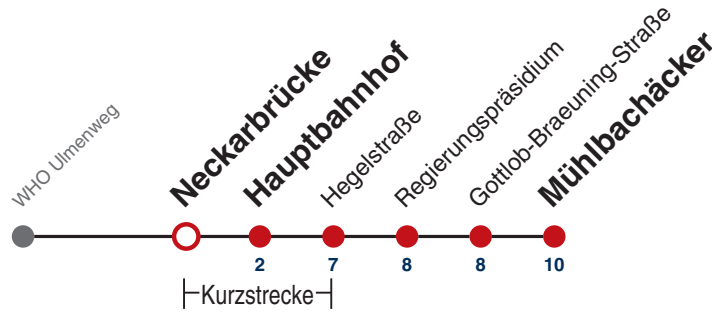 WHO Ulmenweg
Neckarbrücke
Hauptbahnhof
Hegelstraße
Regierungspräsidium
Gottlob-Braeuning-Straße
Mühlbachäcker
2 7 8 8 10
Kurzstrecke